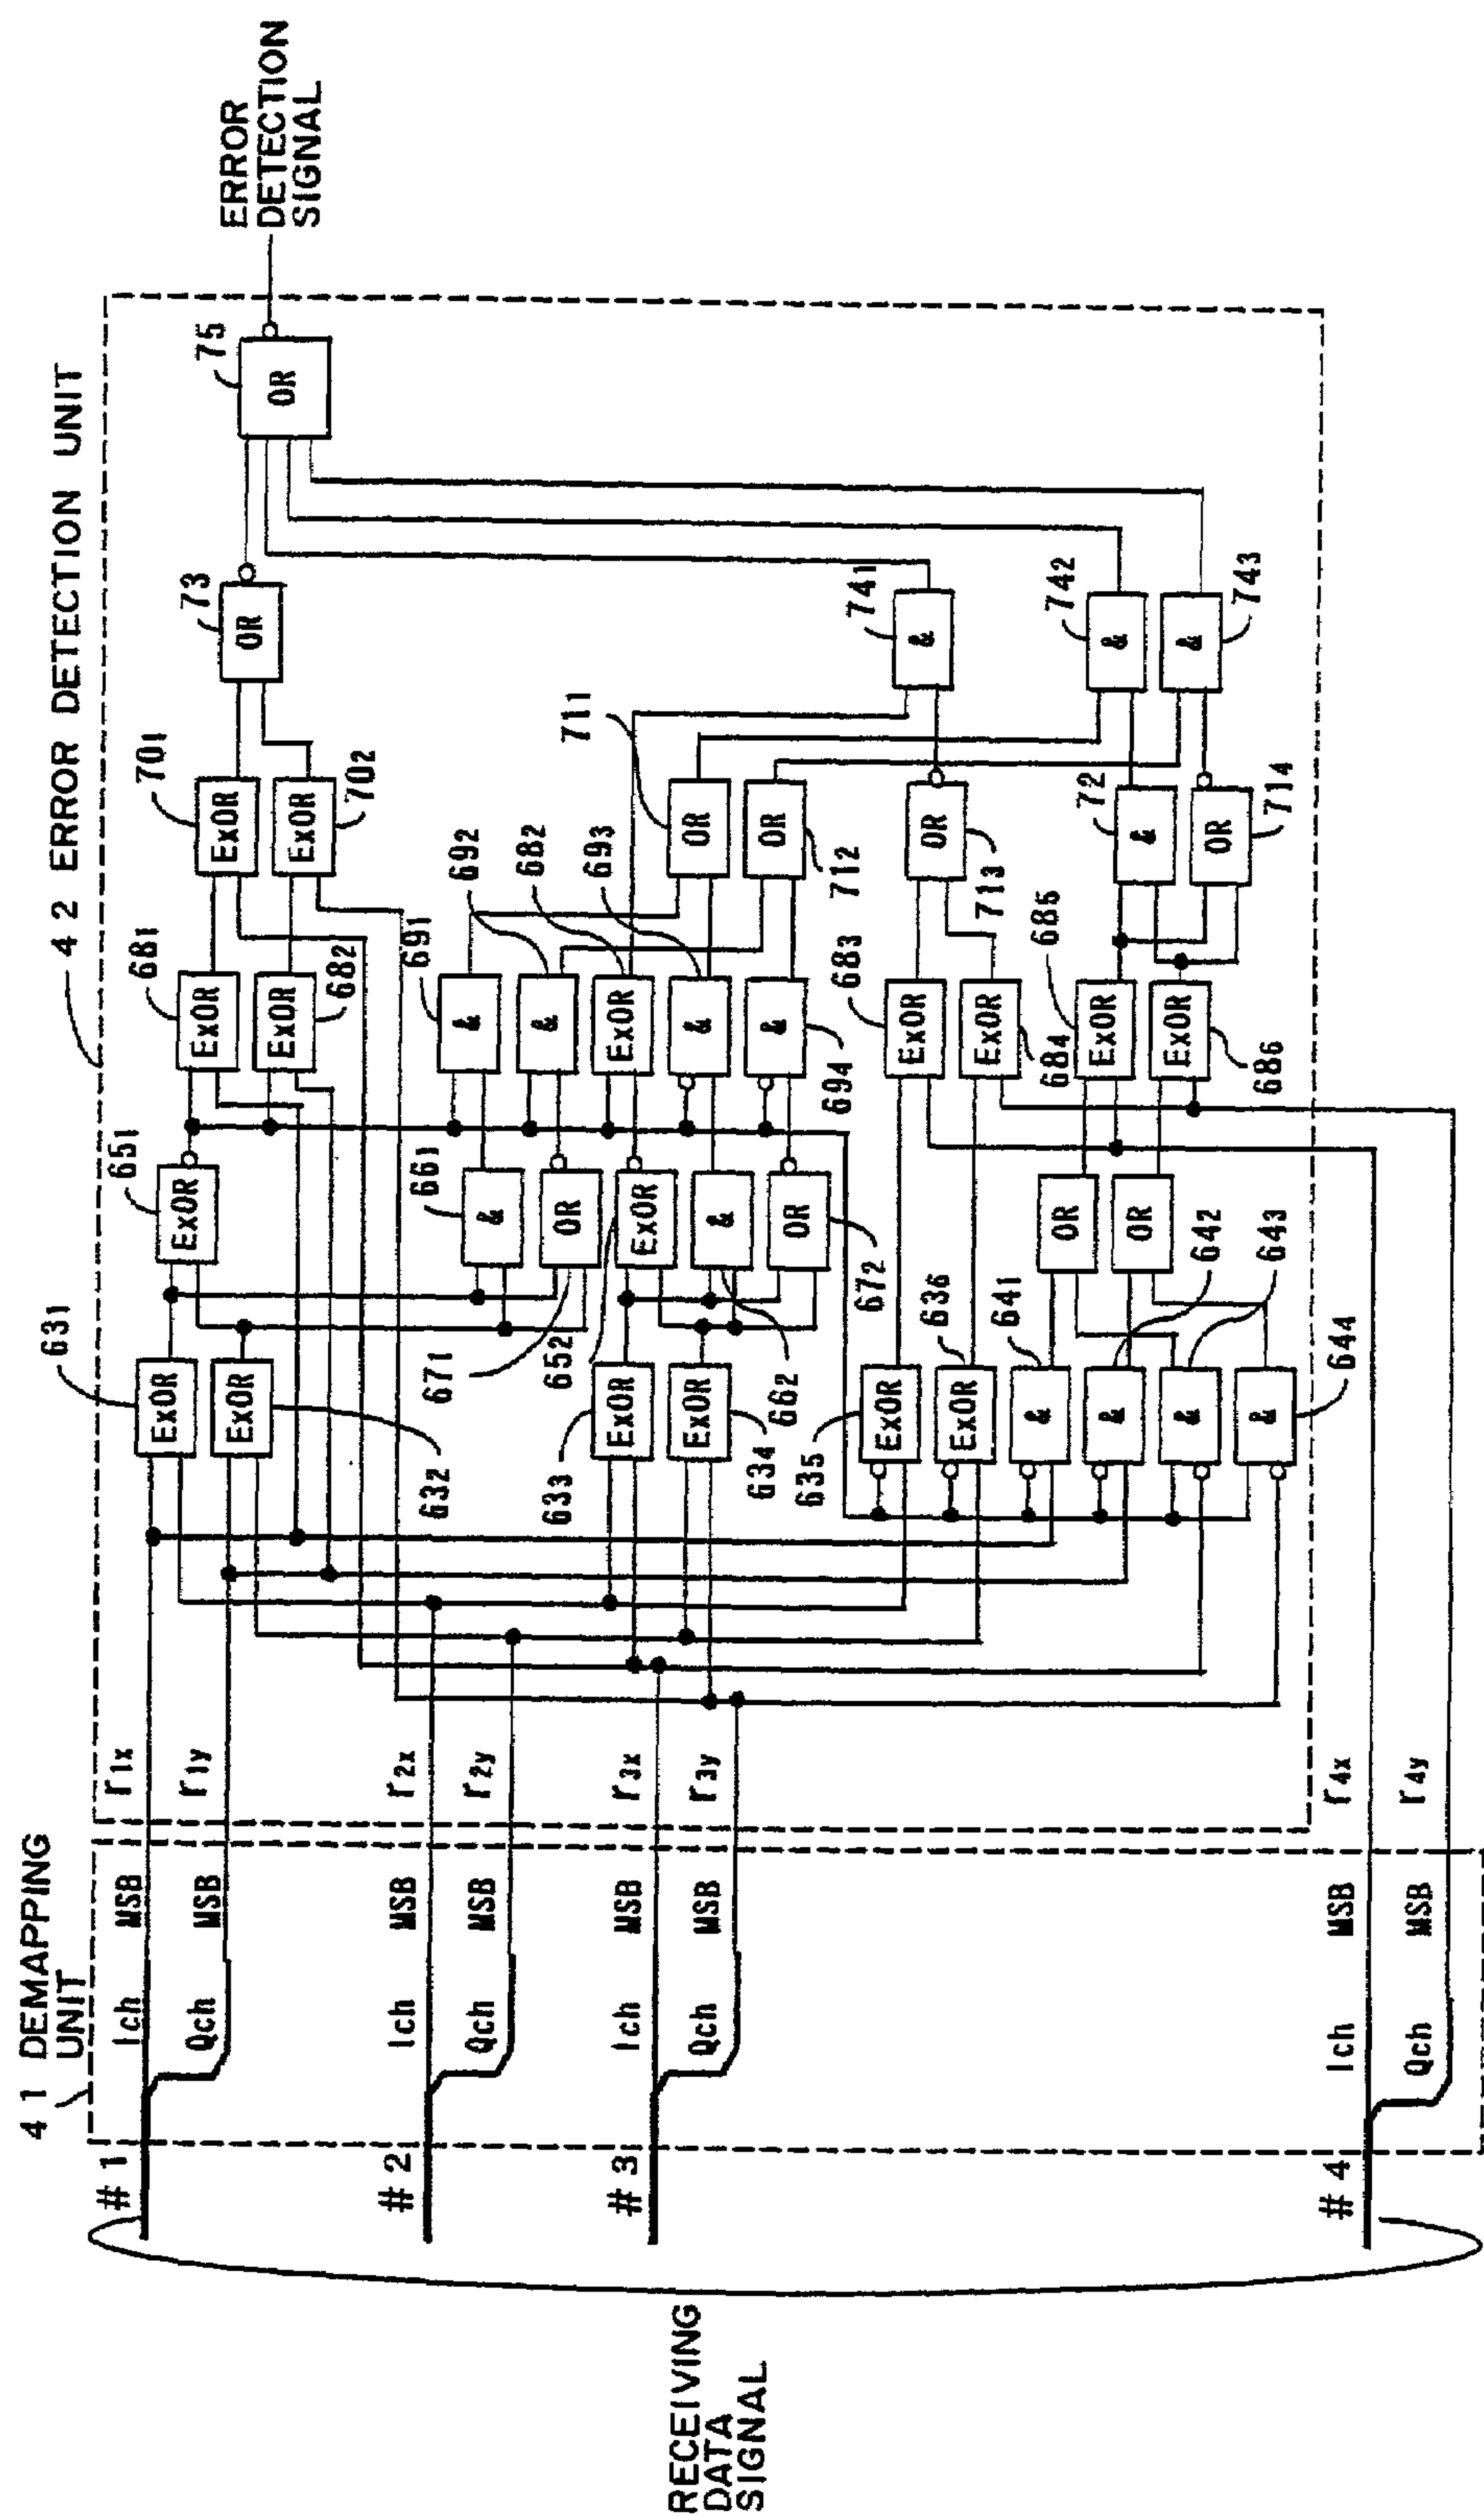 RECEIVING
DATA
SIGNAL
#1
#2
#3
#4
41 DEMAPPING
UNIT
Ich MSB
Qch MSB
Ich MSB
Qch MSB
Ich MSB
Qch MSB
Ich MSB
Qch MSB
r1x
r1y
r2x
r2y
r3x
r3y
r4x
r4y
42 ERROR DETECTION UNIT
631
ExOR
ExOR
632
633
ExOR
ExOR
634
635
ExOR
ExOR
636
641
&
&
642
&
643
&
644
651
ExOR
661
&
OR
671
652
ExOR
&
662
OR
672
OR
OR
681
ExOR
ExOR
682
691
&
692
&
682
ExOR
693
&
&
694
683
ExOR
ExOR
684
685
ExOR
ExOR
686
701
ExOR
ExOR
702
711
OR
OR
712
OR
713
72
&
OR
714
73
OR
741
&
742
&
&
743
75
OR
ERROR
DETECTION
SIGNAL